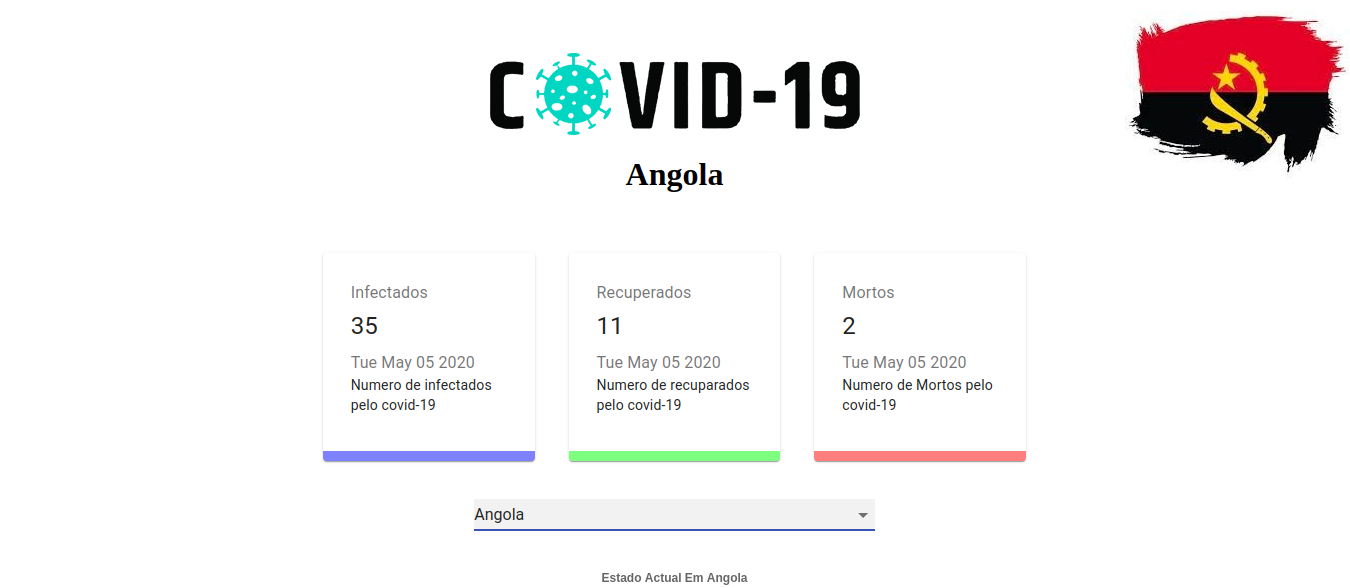 COVID-19
Angola
Infectados
35
Tue May 05 2020
Numero de infectados
pelo covid-19
Recuperados
11
Tue May 05 2020
Numero de recuparados
pelo covid-19
Mortos
2
Tue May 05 2020
Numero de Mortos pelo
covid-19
Angola
Estado Actual Em Angola